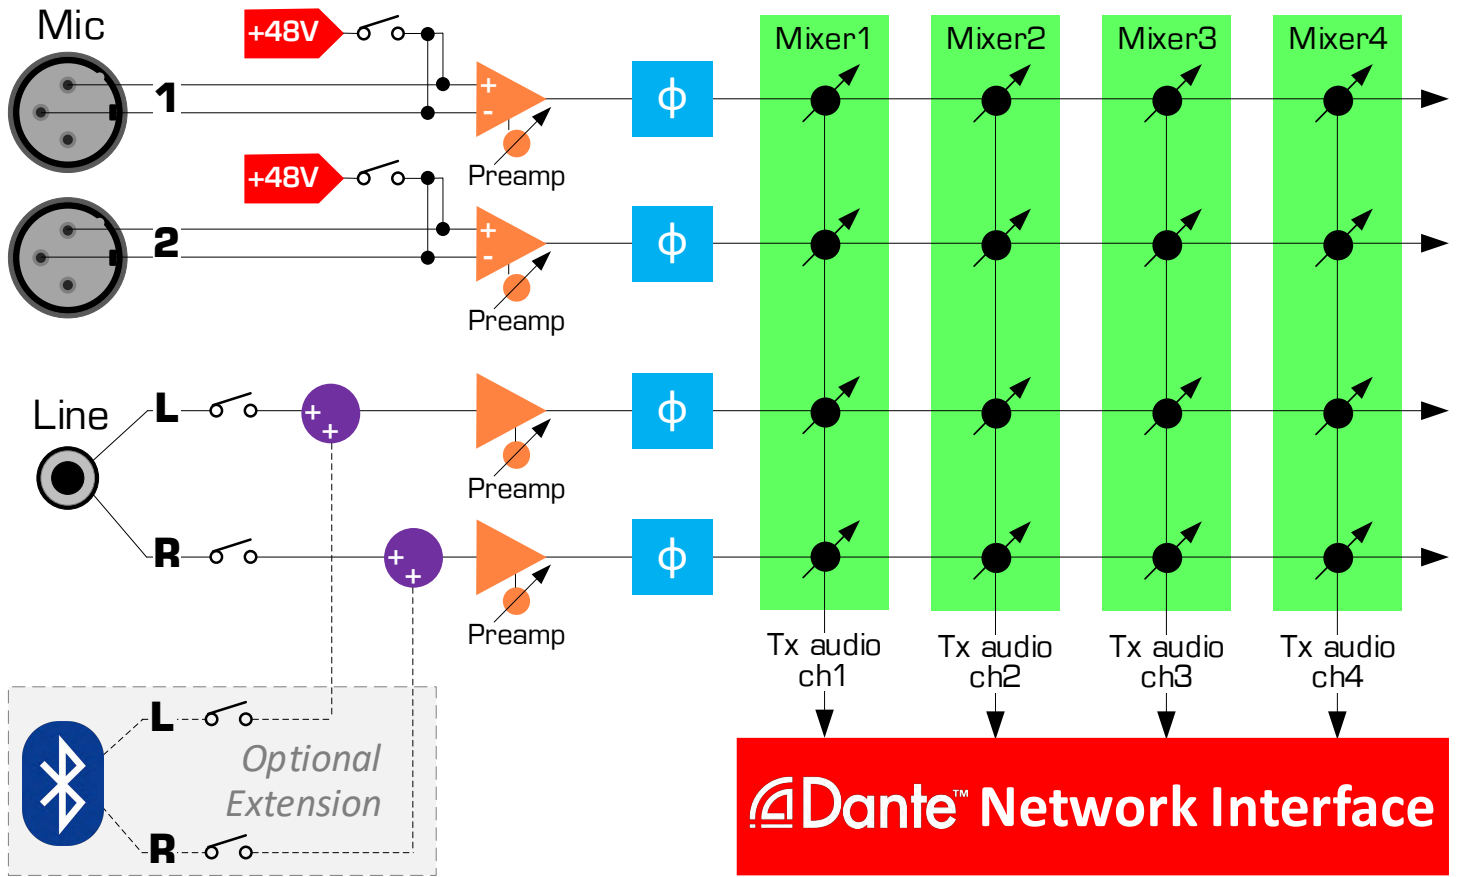 Mic
+48V
1
+
-
Preamp
ϕ
+48V
2
+
-
Preamp
ϕ
Line
L
+
+
Preamp
ϕ
R
+
+
Preamp
ϕ
L
Optional
Extension
R
Mixer1
Mixer2
Mixer3
Mixer4
Tx audio
ch1
Tx audio
ch2
Tx audio
ch3
Tx audio
ch4
Dante™ Network Interface